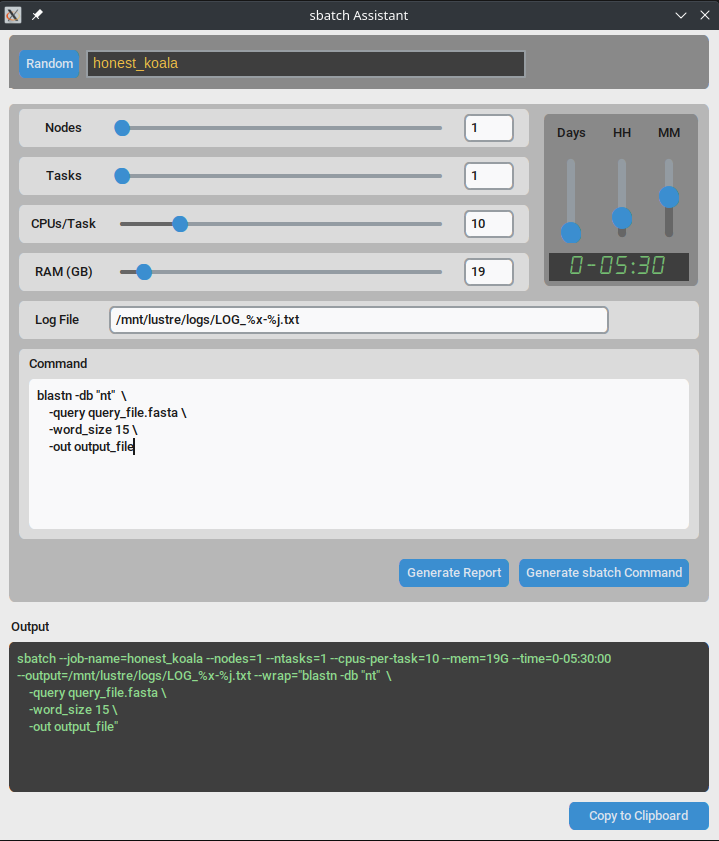 sbatch Assistant
Random
honest_koala
Nodes
1
Tasks
1
CPUs/Task
10
RAM (GB)
19
Days HH MM
0-05:30
Log File
/mnt/lustre/logs/LOG_%x-%j.txt
Command
blastn -db "nt" \
-query query_file.fasta \
-word_size 15 \
-out output_file
Generate Report
Generate sbatch Command
Output
sbatch --job-name=honest_koala --nodes=1 --ntasks=1 --cpus-per-task=10 --mem=19G --time=0-05:30:00
--output=/mnt/lustre/logs/LOG_%x-%j.txt --wrap="blastn -db "nt" \
-query query_file.fasta \
-word_size 15 \
-out output_file"
Copy to Clipboard